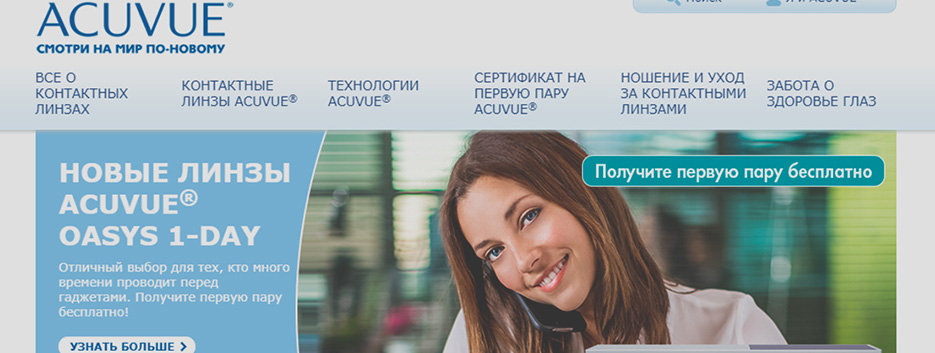 Поиск
Я И ACUVUE®
ACUVUE®
СМОТРИ НА МИР ПО-НОВОМУ
ВСЕ О
КОНТАКТНЫХ
ЛИНЗАХ
КОНТАКТНЫЕ
ЛИНЗЫ ACUVUE®
ТЕХНОЛОГИИ
ACUVUE®
СЕРТИФИКАТ НА
ПЕРВУЮ ПАРУ
ACUVUE®
НОШЕНИЕ И УХОД
ЗА КОНТАКТНЫМИ
ЛИНЗАМИ
ЗАБОТА О
ЗДОРОВЬЕ ГЛАЗ
НОВЫЕ ЛИНЗЫ
ACUVUE®
OASYS 1-DAY
Отличный выбор для тех, кто много
времени проводит перед
гаджетами. Получите первую пару
бесплатно!
УЗНАТЬ БОЛЬШЕ
Получите первую пару бесплатно